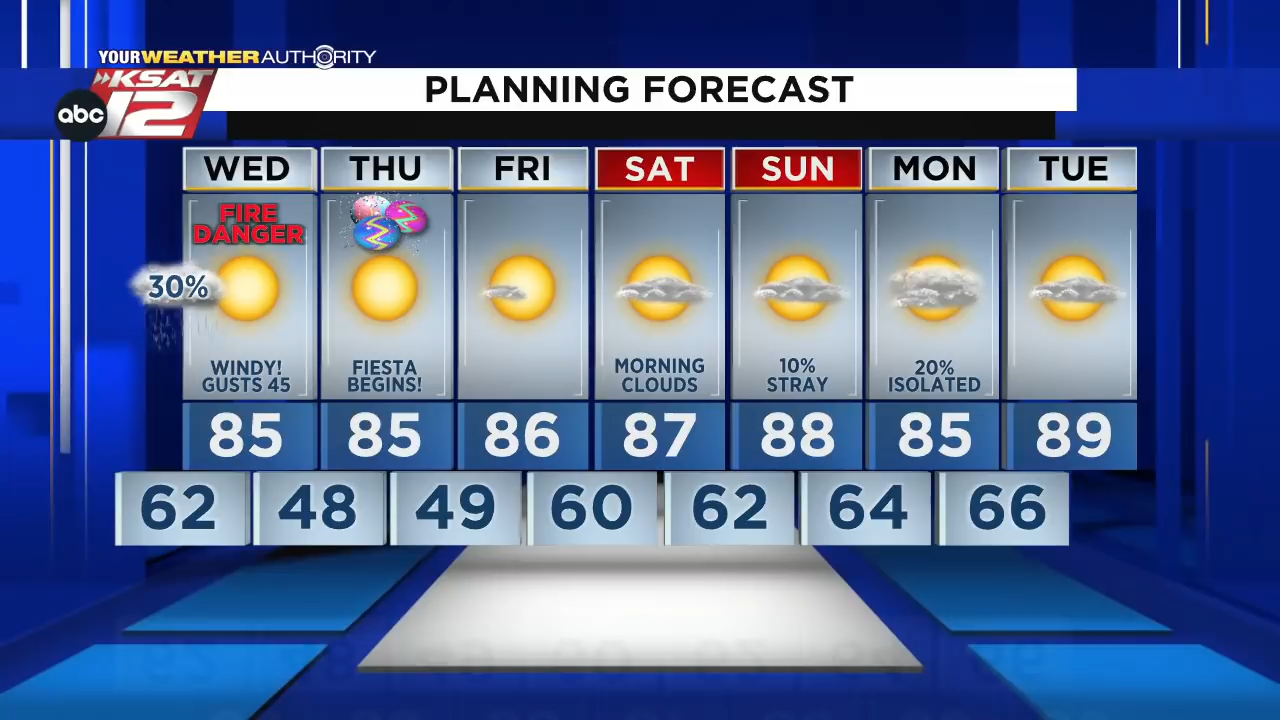 YOURWEATHERAUTHORITY
KSAT
abc 12
PLANNING FORECAST
WED THU FRI SAT SUN MON TUE
FIRE
DANGER
30%
WINDY!
GUSTS 45
FIESTA
BEGINS!
MORNING
CLOUDS
10%
STRAY
20%
ISOLATED
85 85 86 87 88 85 89
62 48 49 60 62 64 66